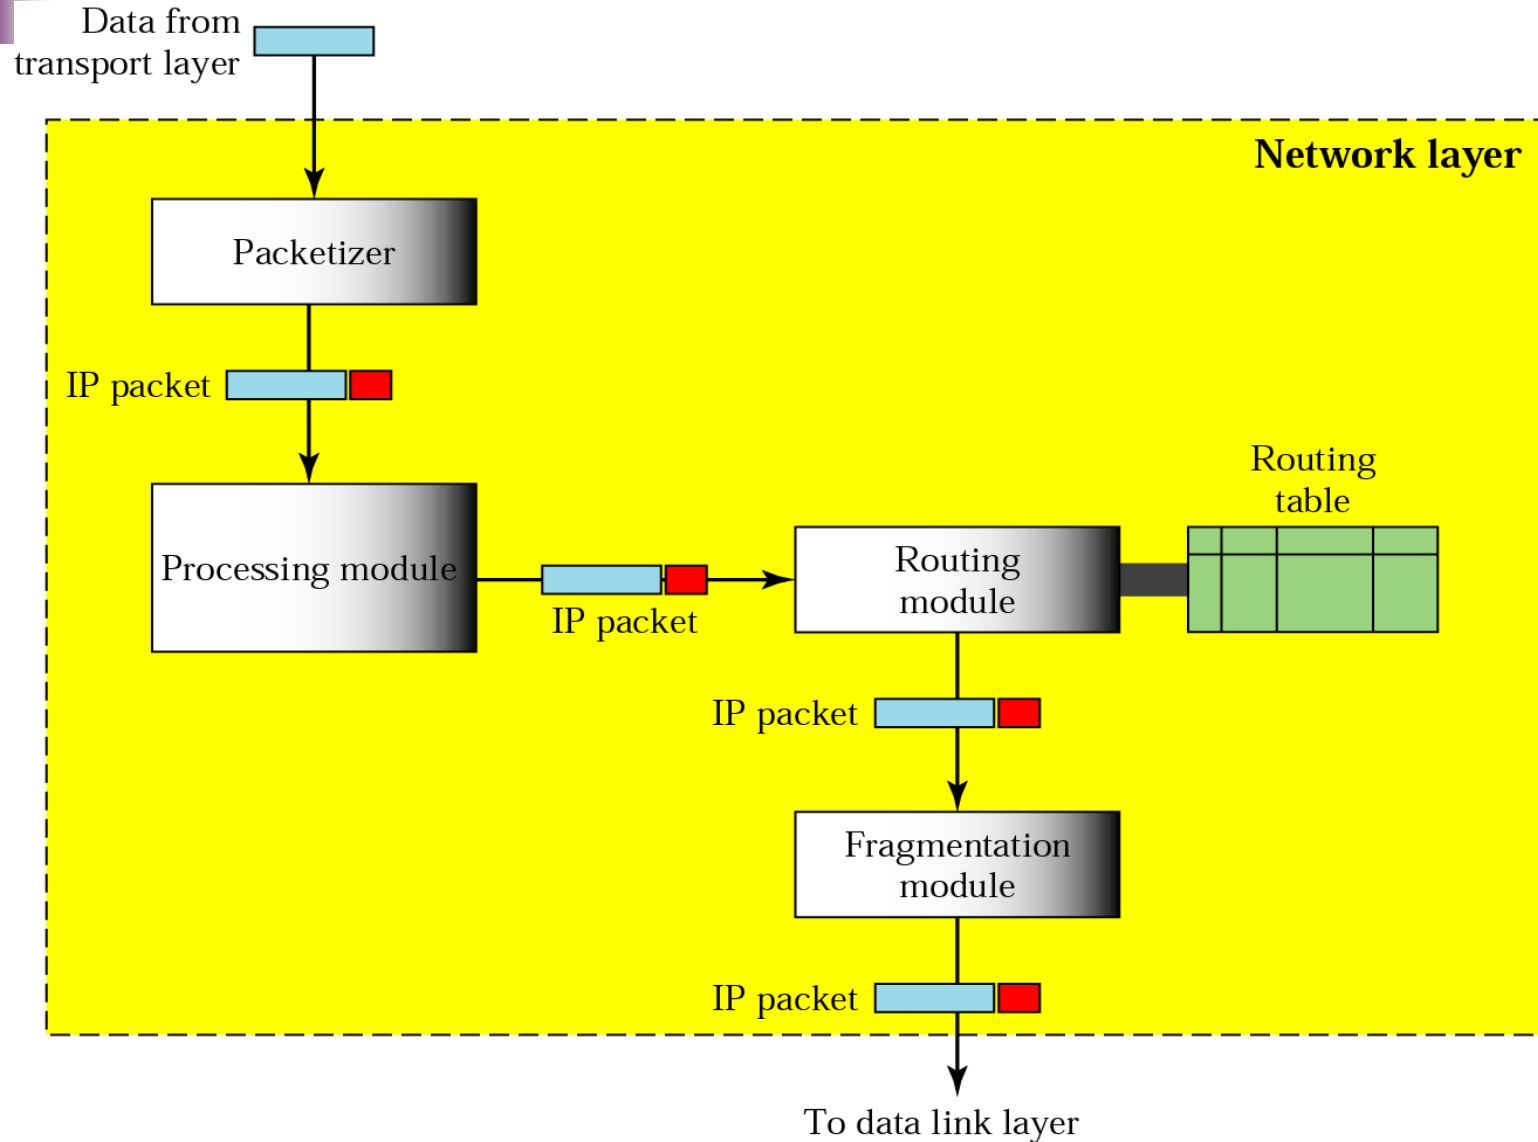 Data from
transport layer
Network layer
Packetizer
IP packet
Processing module
IP packet
Routing
module
Routing
table
IP packet
Fragmentation
module
IP packet
To data link layer